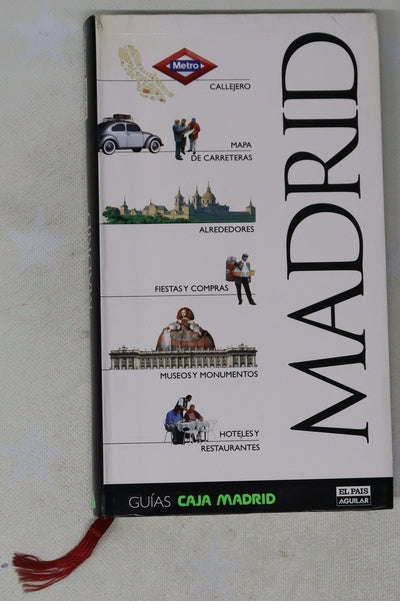 Metro
CALLEJERO
MAPA
DE CARRETERAS
ALREDEDORES
FIESTAS Y COMPRAS
MUSEOS Y MONUMENTOS
HOTELES Y
RESTAURANTES
MADRID
MADRID
GUÍAS CAJA MADRID
EL PAIS
AGUILAR